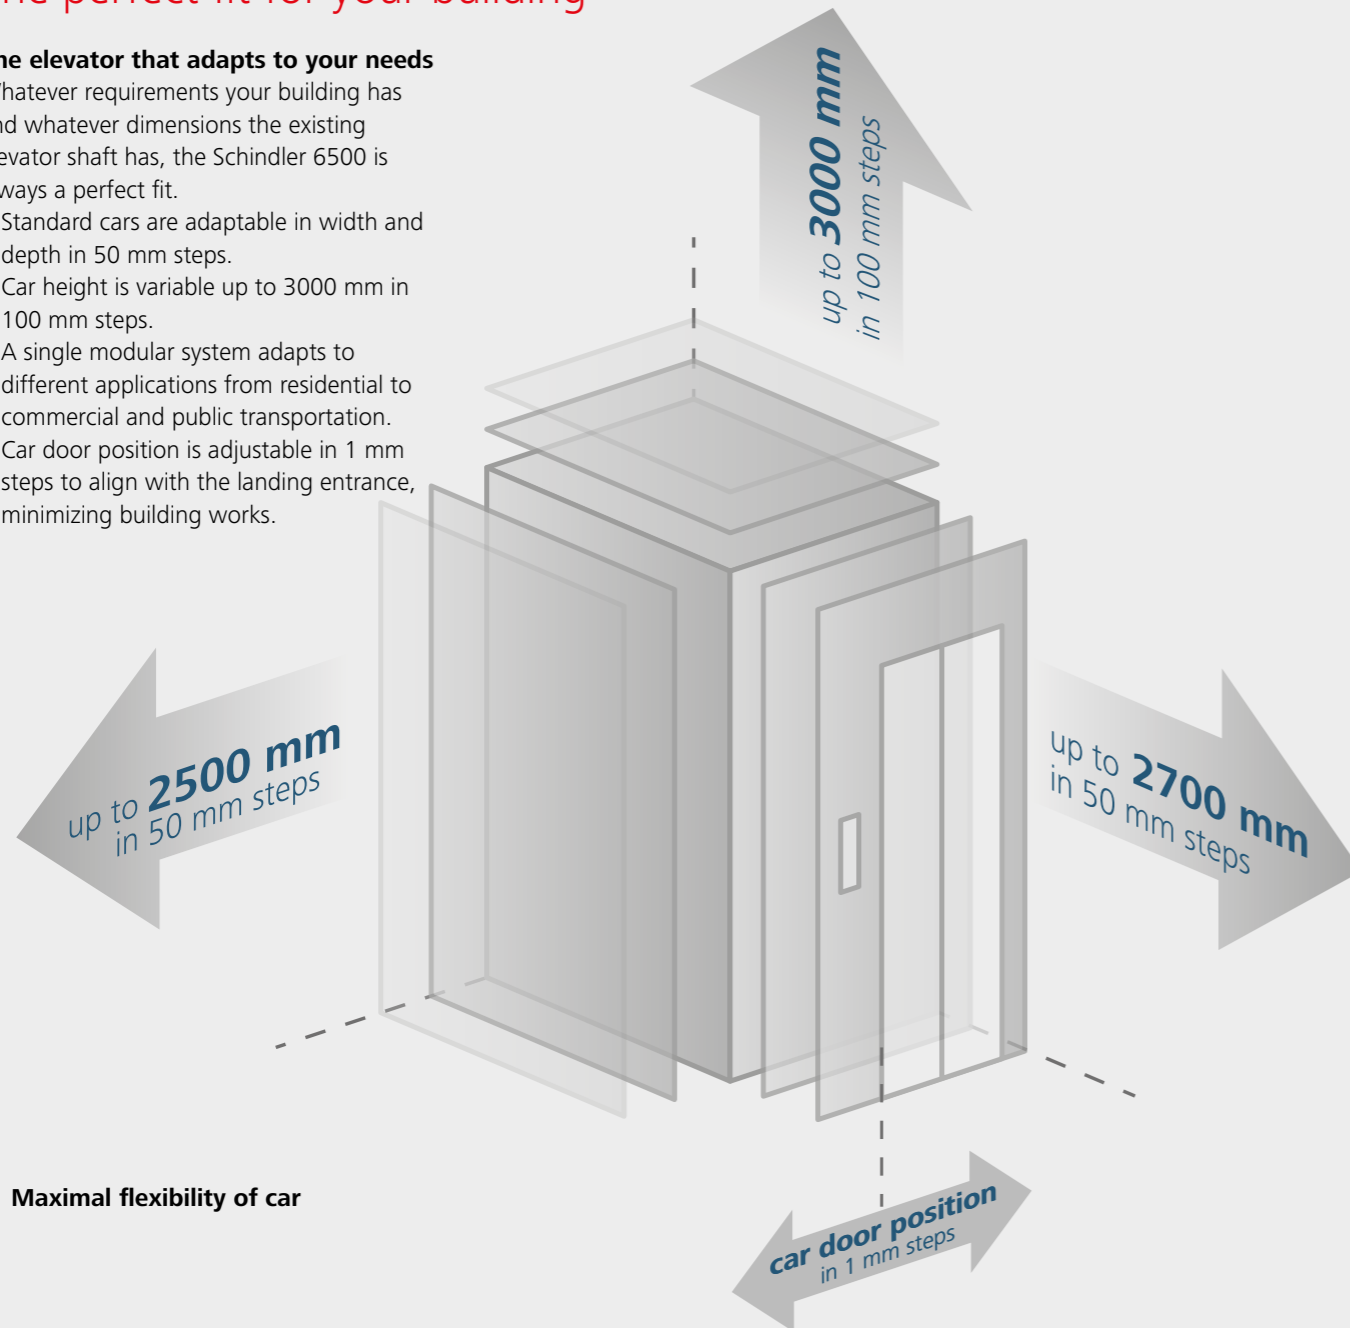 he perfect fit for your building
he elevator that adapts to your needs
hatever requirements your building has
nd whatever dimensions the existing
evator shaft has, the Schindler 6500 is
ways a perfect fit.
Standard cars are adaptable in width and
depth in 50 mm steps.
Car height is variable up to 3000 mm in
100 mm steps.
A single modular system adapts to
different applications from residential to
commercial and public transportation.
Car door position is adjustable in 1 mm
steps to align with the landing entrance,
minimizing building works.
up to 3000 mm
in 100 mm steps
up to 2500 mm
in 50 mm steps
up to 2700 mm
in 50 mm steps
Maximal flexibility of car
car door position
in 1 mm steps